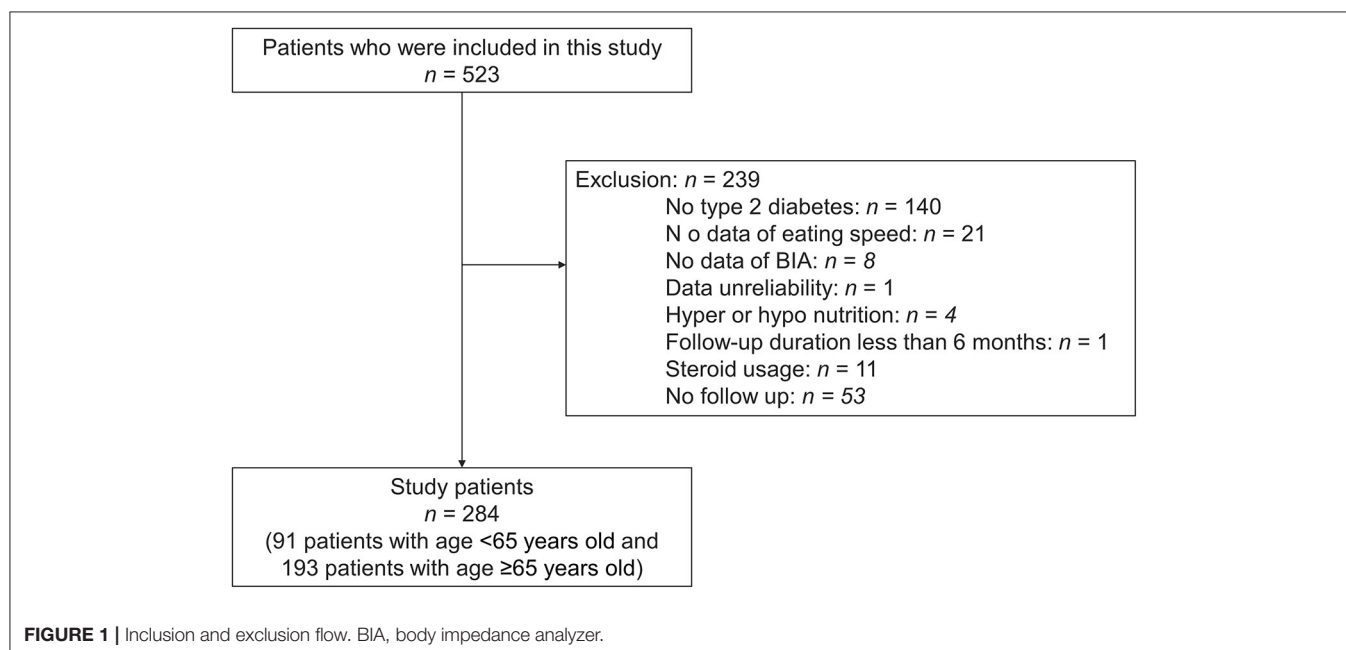 Patients who were included in this study
n = 523
Exclusion: n = 239
No type 2 diabetes: n = 140
N o data of eating speed: n = 21
No data of BIA: n = 8
Data unreliability: n = 1
Hyper or hypo nutrition: n = 4
Follow-up duration less than 6 months: n = 1
Steroid usage: n = 11
No follow up: n = 53
Study patients
n = 284
(91 patients with age <65 years old and
193 patients with age ≥65 years old)
FIGURE 1 | Inclusion and exclusion flow. BIA, body impedance analyzer.